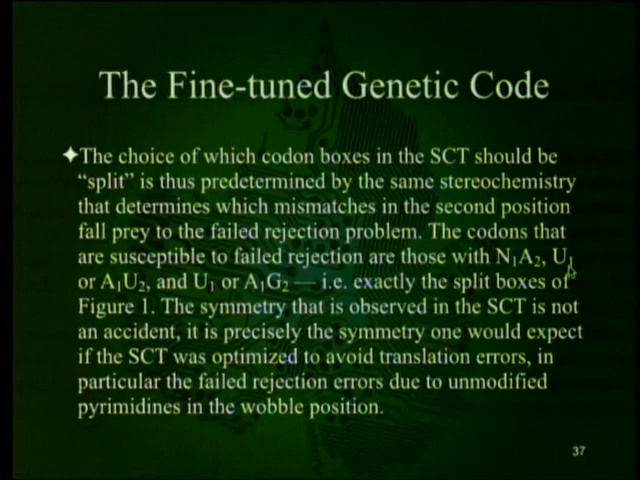 The Fine-tuned Genetic Code
✦The choice of which codon boxes in the SCT should be
“split” is thus predetermined by the same stereochemistry
that determines which mismatches in the second position
fall prey to the failed rejection problem. The codons that
are susceptible to failed rejection are those with N₁A₂, U₁
or A₁U₂, and U₁ or A₁G₂ — i.e. exactly the split boxes of
Figure 1. The symmetry that is observed in the SCT is not
an accident, it is precisely the symmetry one would expect
if the SCT was optimized to avoid translation errors, in
particular the failed rejection errors due to unmodified
pyrimidines in the wobble position.
37